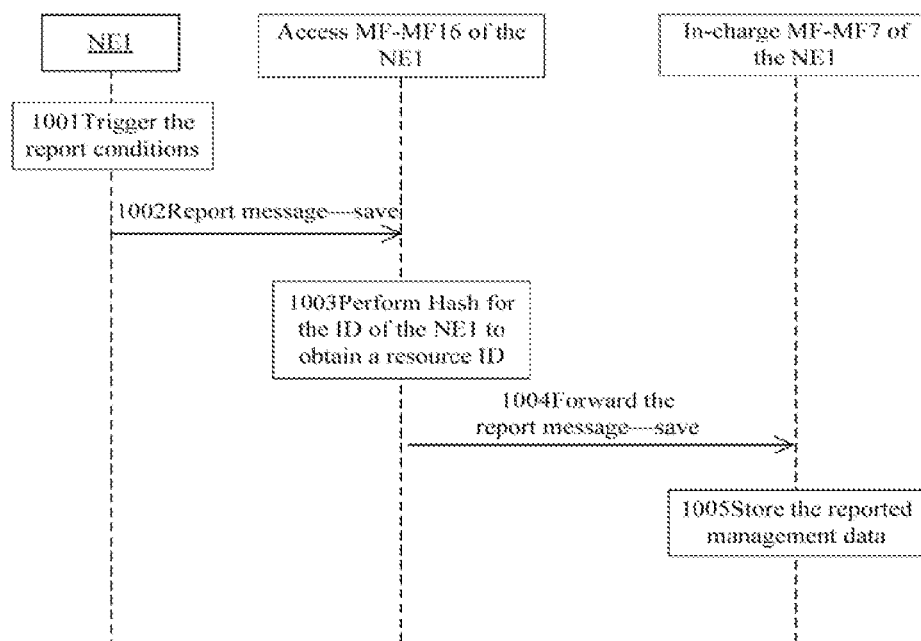 NE1
Access MF-MF16 of the
NE1
In-charge MF-MF7 of
the NE1
1001Trigger the
report conditions
1002Report message----save
1003Perform Hash for
the ID of the NE1 to
obtain a resource ID
1004Forward the
report message----save
1005Store the reported
management data